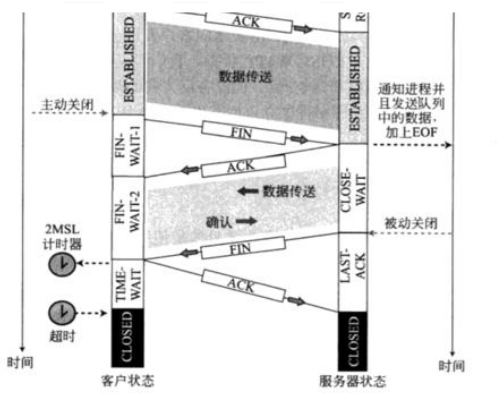 ACK
S
R
ESTABLISHED
数据传送
ESTABLISHED
通知进程并
且发送队列
中的数据,
加上EOF
主动关闭
FIN-
WAIT-1
FIN
ACK
数据传送
确认
CLOSE-
WAIT
FIN-
WAIT-2
被动关闭
2MSL
计时器
FIN
TIME-
WAIT
ACK
LAST-
ACK
超时
CLOSED
CLOSED
时间
时间
客户状态
服务器状态